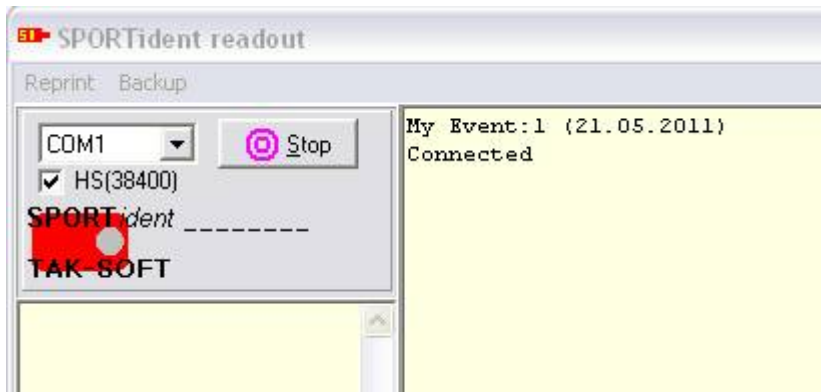 SPORTident readout
Reprint Backup
COM1
Stop
HS(38400)
SPORTident ________
TAK-SOFT
My Event:1 (21.05.2011)
Connected